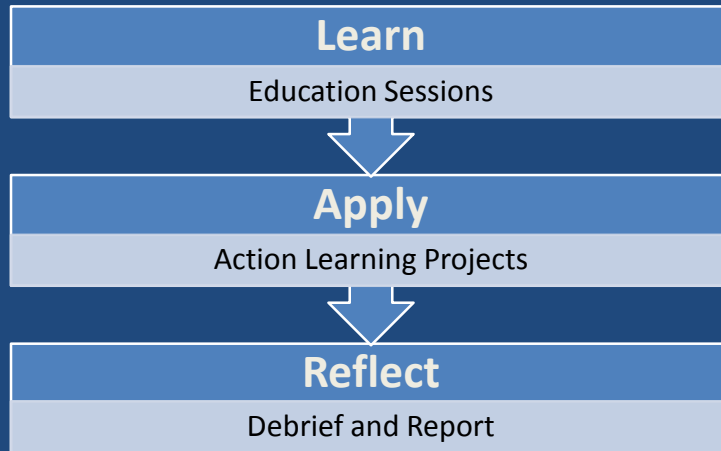 Learn
Education Sessions
Apply
Action Learning Projects
Reflect
Debrief and Report